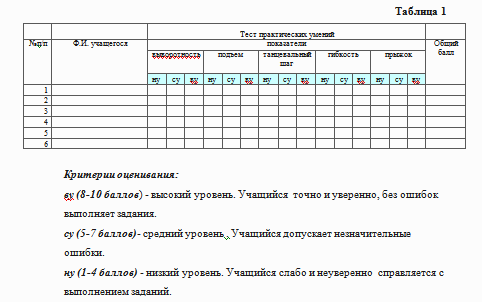 Таблица 1
Тест практических умений
№п/п Ф.И. учащегося показатели Общий балл
выворотность подъем танцевальный шаг гибкость прыжок
ну су ву ну су ву ну су ву ну су ву ну су ву
1
2
3
4
5
6
Критерии оценивания:
ву (8-10 баллов) - высокий уровень. Учащийся точно и уверенно, без ошибок
выполняет задания.
су (5-7 баллов)- средний уровень. Учащийся допускает незначительные
ошибки.
ну (1-4 баллов) - низкий уровень. Учащийся слабо и неуверенно справляется с
выполнением заданий.